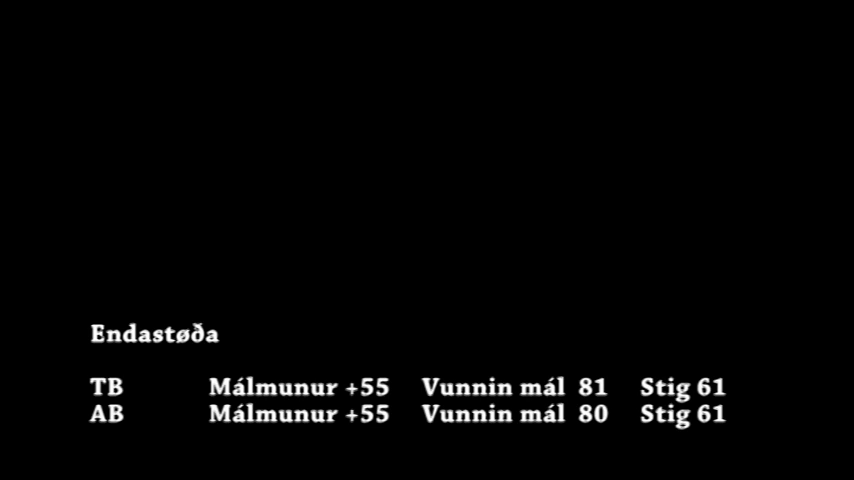 Endastøða
TB Málmunur +55 Vunnin mál 81 Stig 61
AB Málmunur +55 Vunnin mál 80 Stig 61